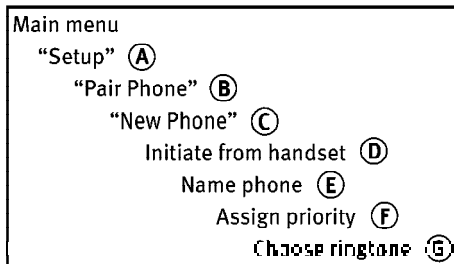 Main menu
“Setup” Ⓐ
“Pair Phone” Ⓑ
“New Phone” Ⓒ
Initiate from handset Ⓓ
Name phone Ⓔ
Assign priority Ⓕ
Choose ringtone Ⓖ